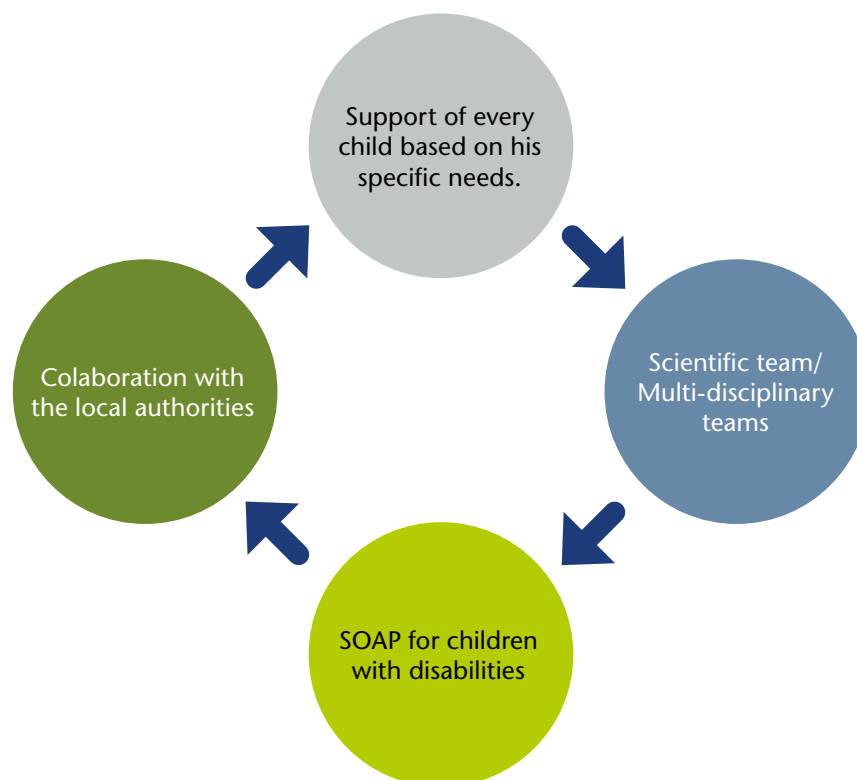 Support of every
child based on his
specific needs.
Scientific team/
Multi-disciplinary
teams
SOAP for children
with disabilities
Colaboration with
the local authorities